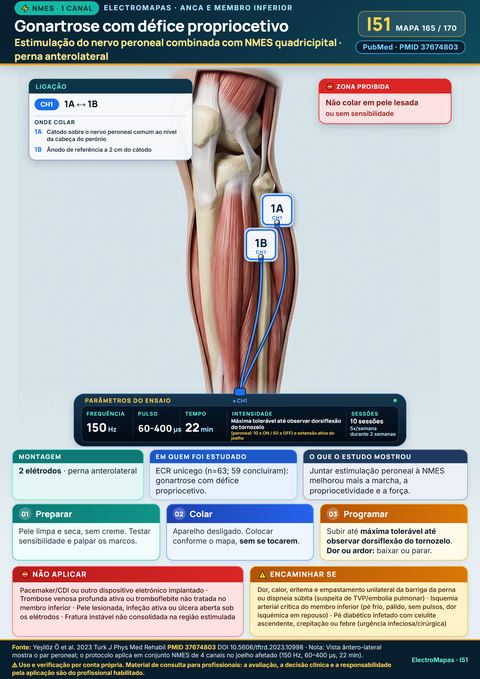 ⚡ NMES · 1 CANAL ELECTROMAPAS · ANCA E MEMBRO INFERIOR
Gonartrose com défice propriocetivo
Estimulação do nervo peroneal combinada com NMES quadricipital ·
perna anterolateral
I51 MAPA 165 / 170
PubMed · PMID 37674803
LIGAÇÃO
CH1 1A ↔ 1B
ONDE COLAR
1A Cátodo sobre o nervo peroneal comum ao nível
da cabeça do perónio
1B Ânodo de referência a 2 cm do cátodo
⛔ ZONA PROIBIDA
Não colar em pele lesada
ou sem sensibilidade
1A
CH1
1B
CH1
PARÂMETROS DO ENSAIO
CH1
FREQUÊNCIA
150 Hz
PULSO
60-400 µs
TEMPO
22 min
INTENSIDADE
Máxima tolerável até observar dorsiflexão
do tornozelo
(peroneal: 10 s ON / 50 s OFF) e extensão ativa do
joelho
SESSÕES
10 sessões
5x/semana
durante 2 semanas
MONTAGEM
2 elétrodos · perna anterolateral
EM QUEM FOI ESTUDADO
ECR unicego (n=63; 59 concluíram):
gonartrose com défice
propriocetivo.
O QUE O ESTUDO MOSTROU
Juntar estimulação peroneal à NMES
melhorou mais a marcha, a
propriocetividade e a força.
01 Preparar
Pele limpa e seca, sem creme. Testar
sensibilidade e palpar os marcos.
02 Colar
Aparelho desligado. Colocar
conforme o mapa, sem se tocarem.
03 Programar
Subir até máxima tolerável até
observar dorsiflexão do tornozelo.
Dor ou ardor: baixar ou parar.
⛔ NÃO APLICAR
Pacemaker/CDI ou outro dispositivo eletrónico implantado ·
Trombose venosa profunda ativa ou tromboflebite não tratada no
membro inferior · Pele lesionada, infeção ativa ou úlcera aberta sob
os elétrodos · Fratura instável não consolidada na região estimulada
⚠ ENCAMINHAR SE
Dor, calor, eritema e empastamento unilateral da barriga da perna
ou dispneia súbita (suspeita de TVP/embolia pulmonar) · Isquemia
arterial crítica do membro inferior (pé frio, pálido, sem pulsos, dor
isquémica em repouso) · Pé diabético infetado com celulite
ascendente, crepitação ou febre (urgência infeciosa/cirúrgica)
Fonte: Yeşilöz Ö et al. 2023 Turk J Phys Med Rehabil PMID 37674803 DOI 10.5606/tftrd.2023.10998 · Nota: Vista ântero-lateral
mostra o par peroneal; o protocolo aplica em conjunto NMES de 4 canais no joelho afetado (150 Hz, 60-400 µs, 22 min).
⚠ Uso e verificação por conta própria. Material de consulta para profissionais: a avaliação, a decisão clínica e a responsabilidade
pela aplicação são do profissional habilitado.
ElectroMapas · I51